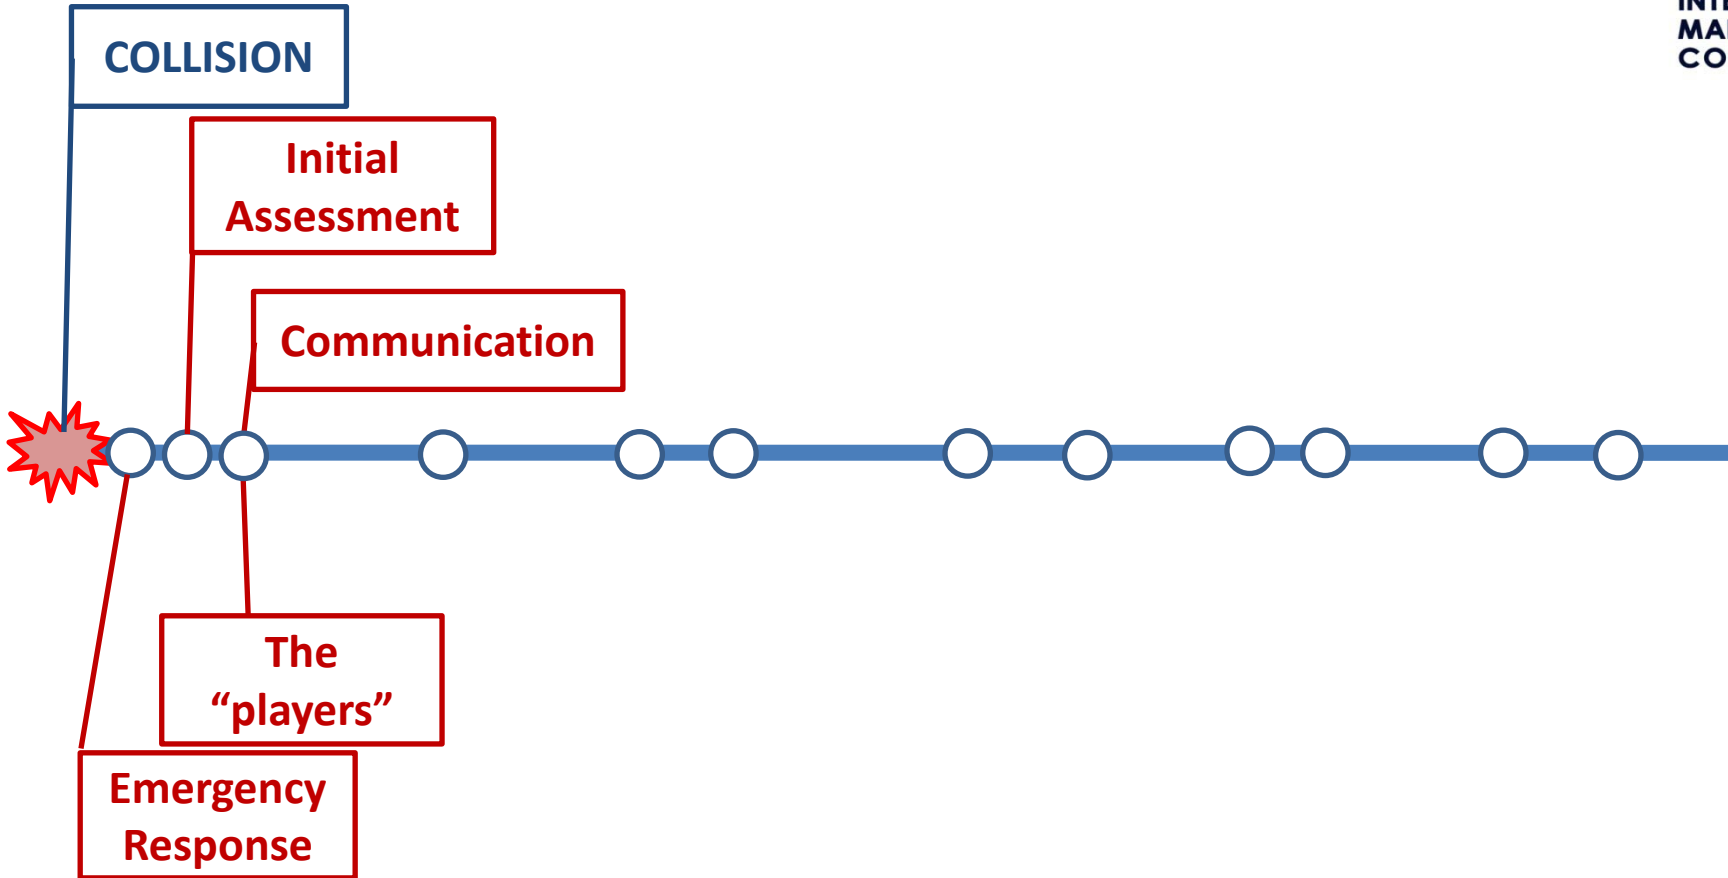 COLLISION
Initial
Assessment
Communication
The
“players”
Emergency
Response